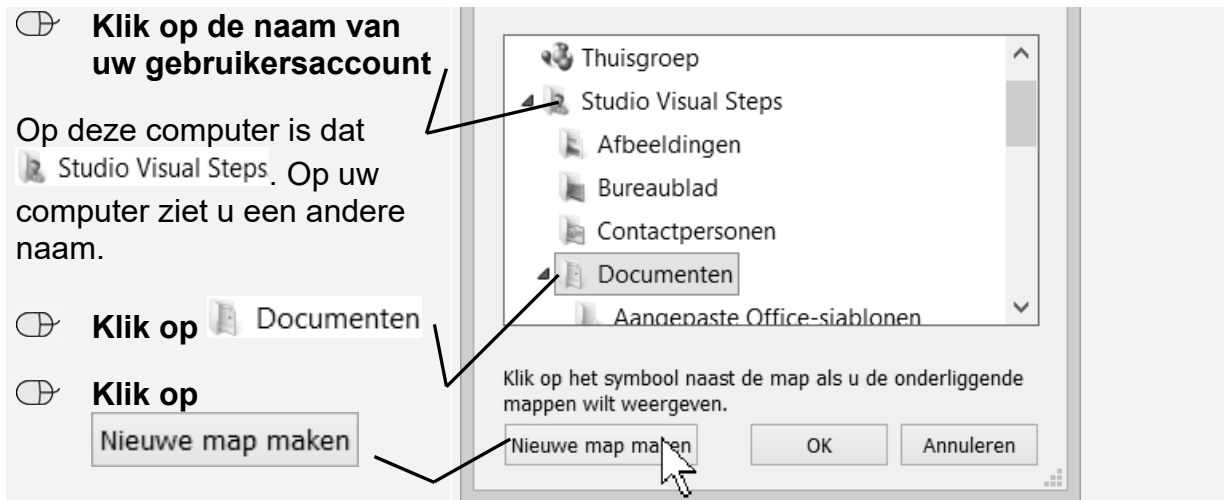 Klik op de naam van
uw gebruikersaccount
Op deze computer is dat
Studio Visual Steps. Op uw
computer ziet u een andere
naam.
Klik op Documenten
Klik op
Nieuwe map maken
Thuisgroep
Studio Visual Steps
Afbeeldingen
Bureaublad
Contactpersonen
Documenten
Aangepaste Office-sjablonen
Klik op het symbool naast de map als u de onderliggende
mappen wilt weergeven.
Nieuwe map maken OK Annuleren